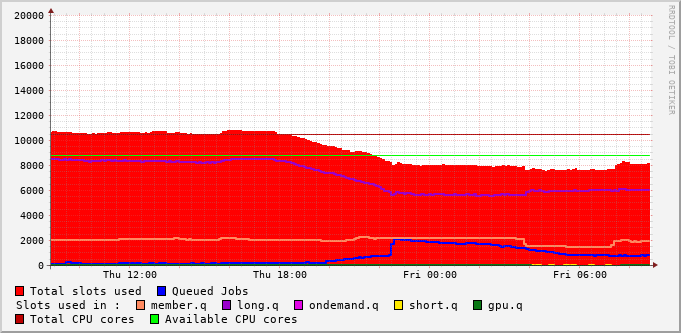 20000
18000
16000
14000
12000
10000
8000
6000
4000
2000
0
Thu 12:00 Thu 18:00 Fri 00:00 Fri 06:00
RRDTOOL / TOBI OETIKER
Total slots used Queued Jobs
Slots used in : member.q long.q ondemand.q short.q gpu.q
Total CPU cores Available CPU cores